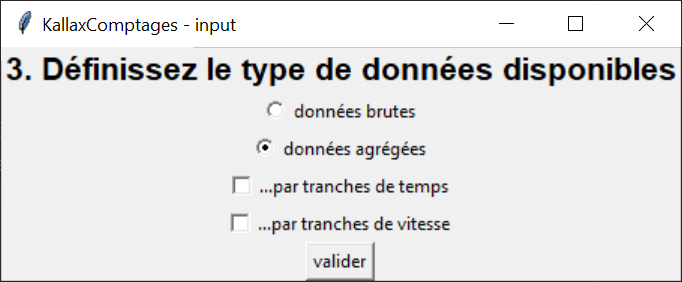 KallaxComptages - input
3. Définissez le type de données disponibles
données brutes
données agrégées
...par tranches de temps
...par tranches de vitesse
valider